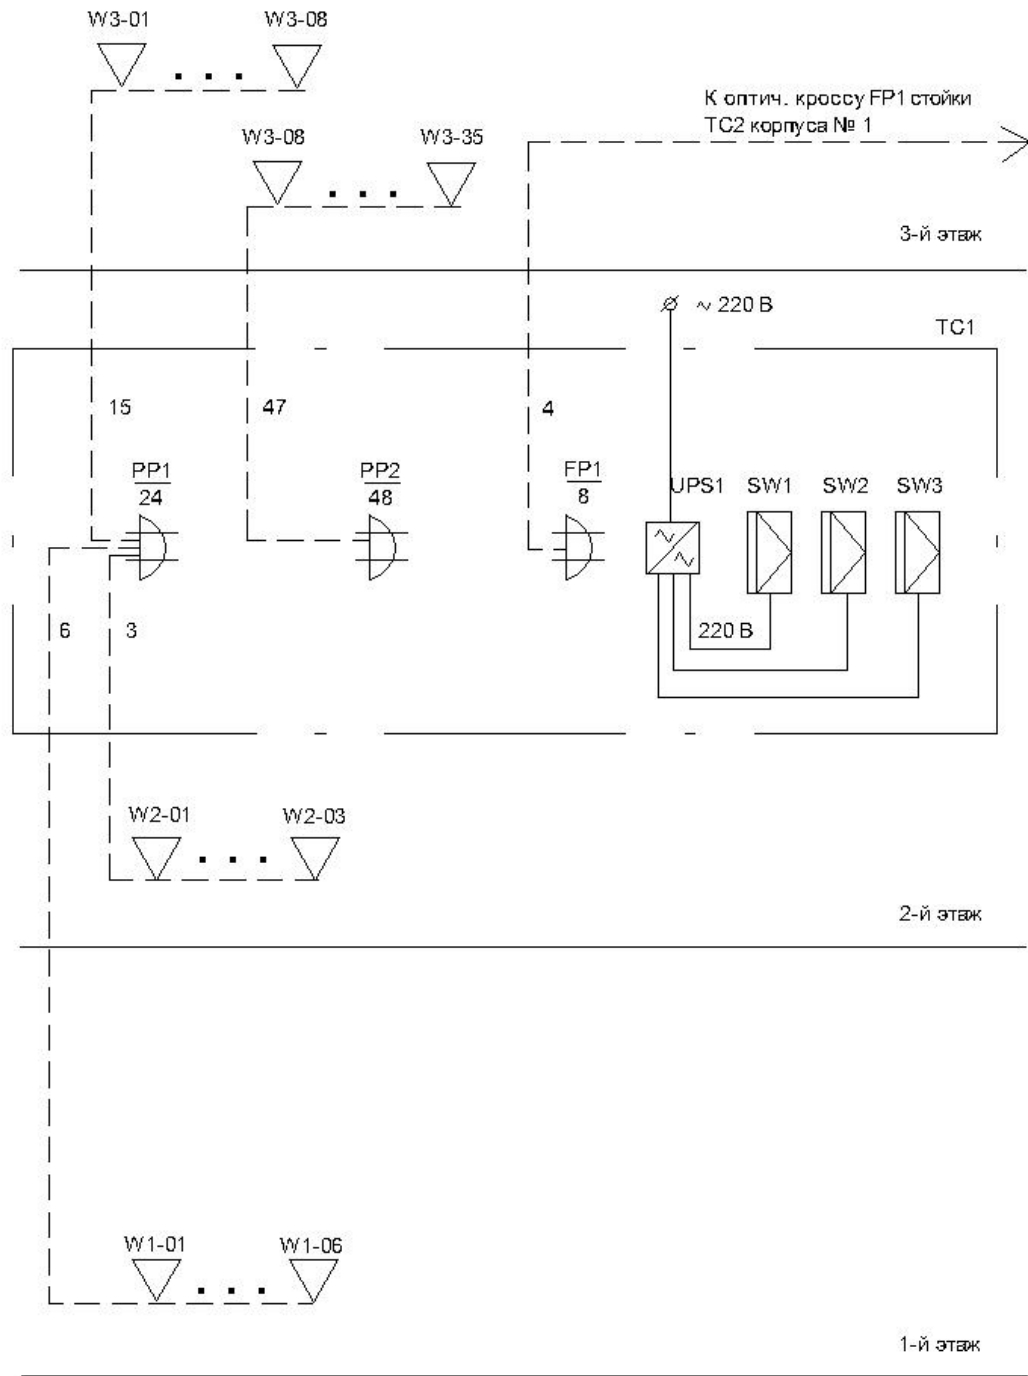 W3-01
W3-08
W3-08
W3-35
К оптич. кроссу FP1 стойки
ТС2 корпуса № 1
3-й этаж
~ 220 В
ТС1
15
47
4
PP1
24
PP2
48
FP1
8
UPS1
SW1
SW2
SW3
6
3
220 В
W2-01
W2-03
2-й этаж
W1-01
W1-06
1-й этаж